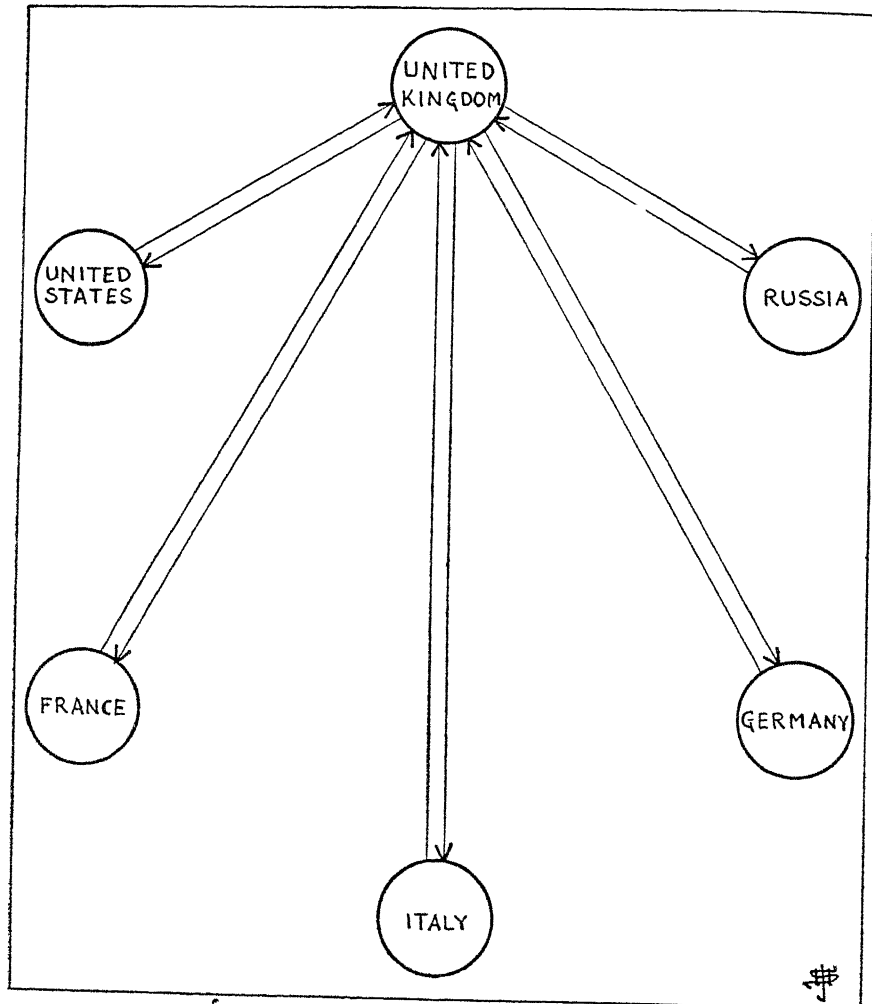 UNITED
KINGDOM
UNITED
STATES
RUSSIA
FRANCE
GERMANY
ITALY